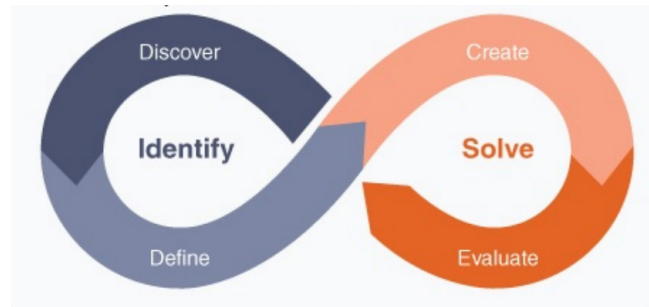 Discover
Create
Identify
Solve
Define
Evaluate